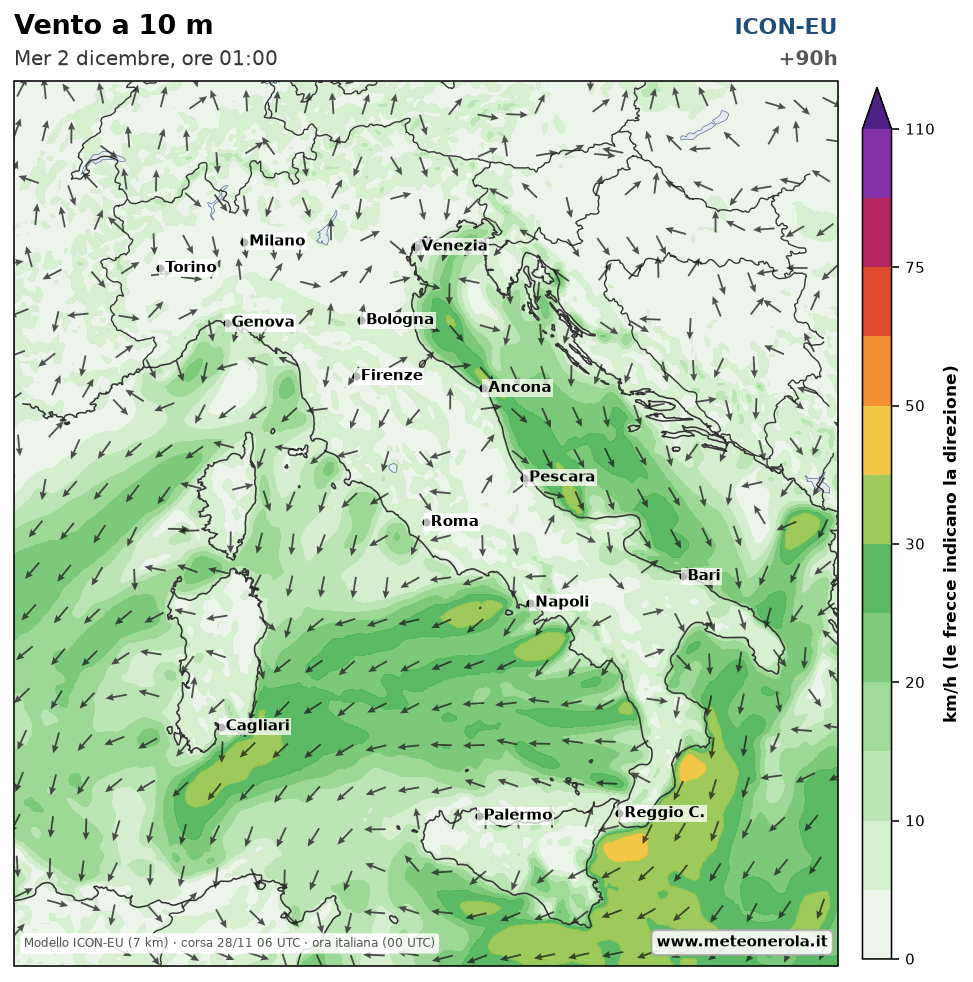 Vento a 10 m
ICON-EU
Mer 2 dicembre, ore 01:00
+90h
110
75
50
30
20
10
0
km/h (le frecce indicano la direzione)
Milano
Venezia
Torino
Genova
Bologna
Firenze
Ancona
Pescara
Roma
Bari
Napoli
Cagliari
Palermo
Reggio C.
Modello ICON-EU (7 km) · corsa 28/11 06 UTC · ora italiana (00 UTC)
www.meteonerola.it